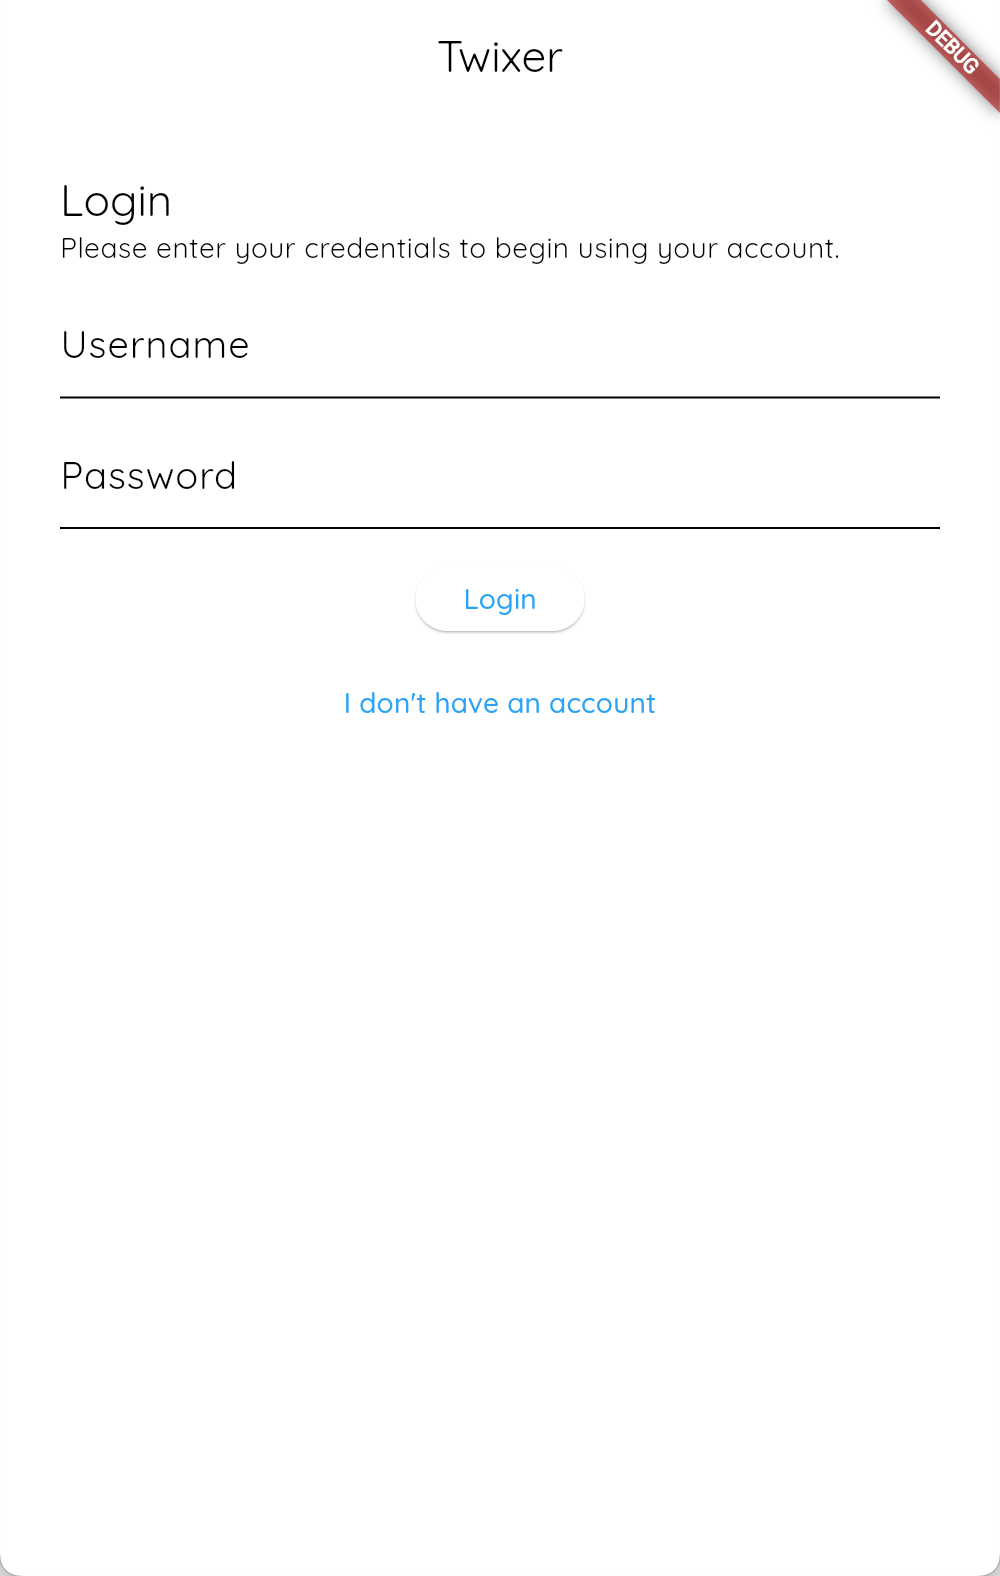 Twixer
DEBUG
Login
Please enter your credentials to begin using your account.
Username
Password
Login
I don't have an account